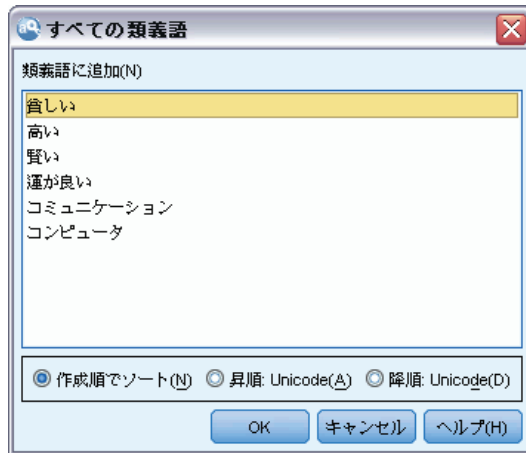 すべての類義語
類義語に追加(N)
貧しい
高い
賢い
運が良い
コミュニケーション
コンピュータ
作成順でソート(N) 昇順: Unicode(A) 降順: Unicode(D)
OK キャンセル ヘルプ(H)